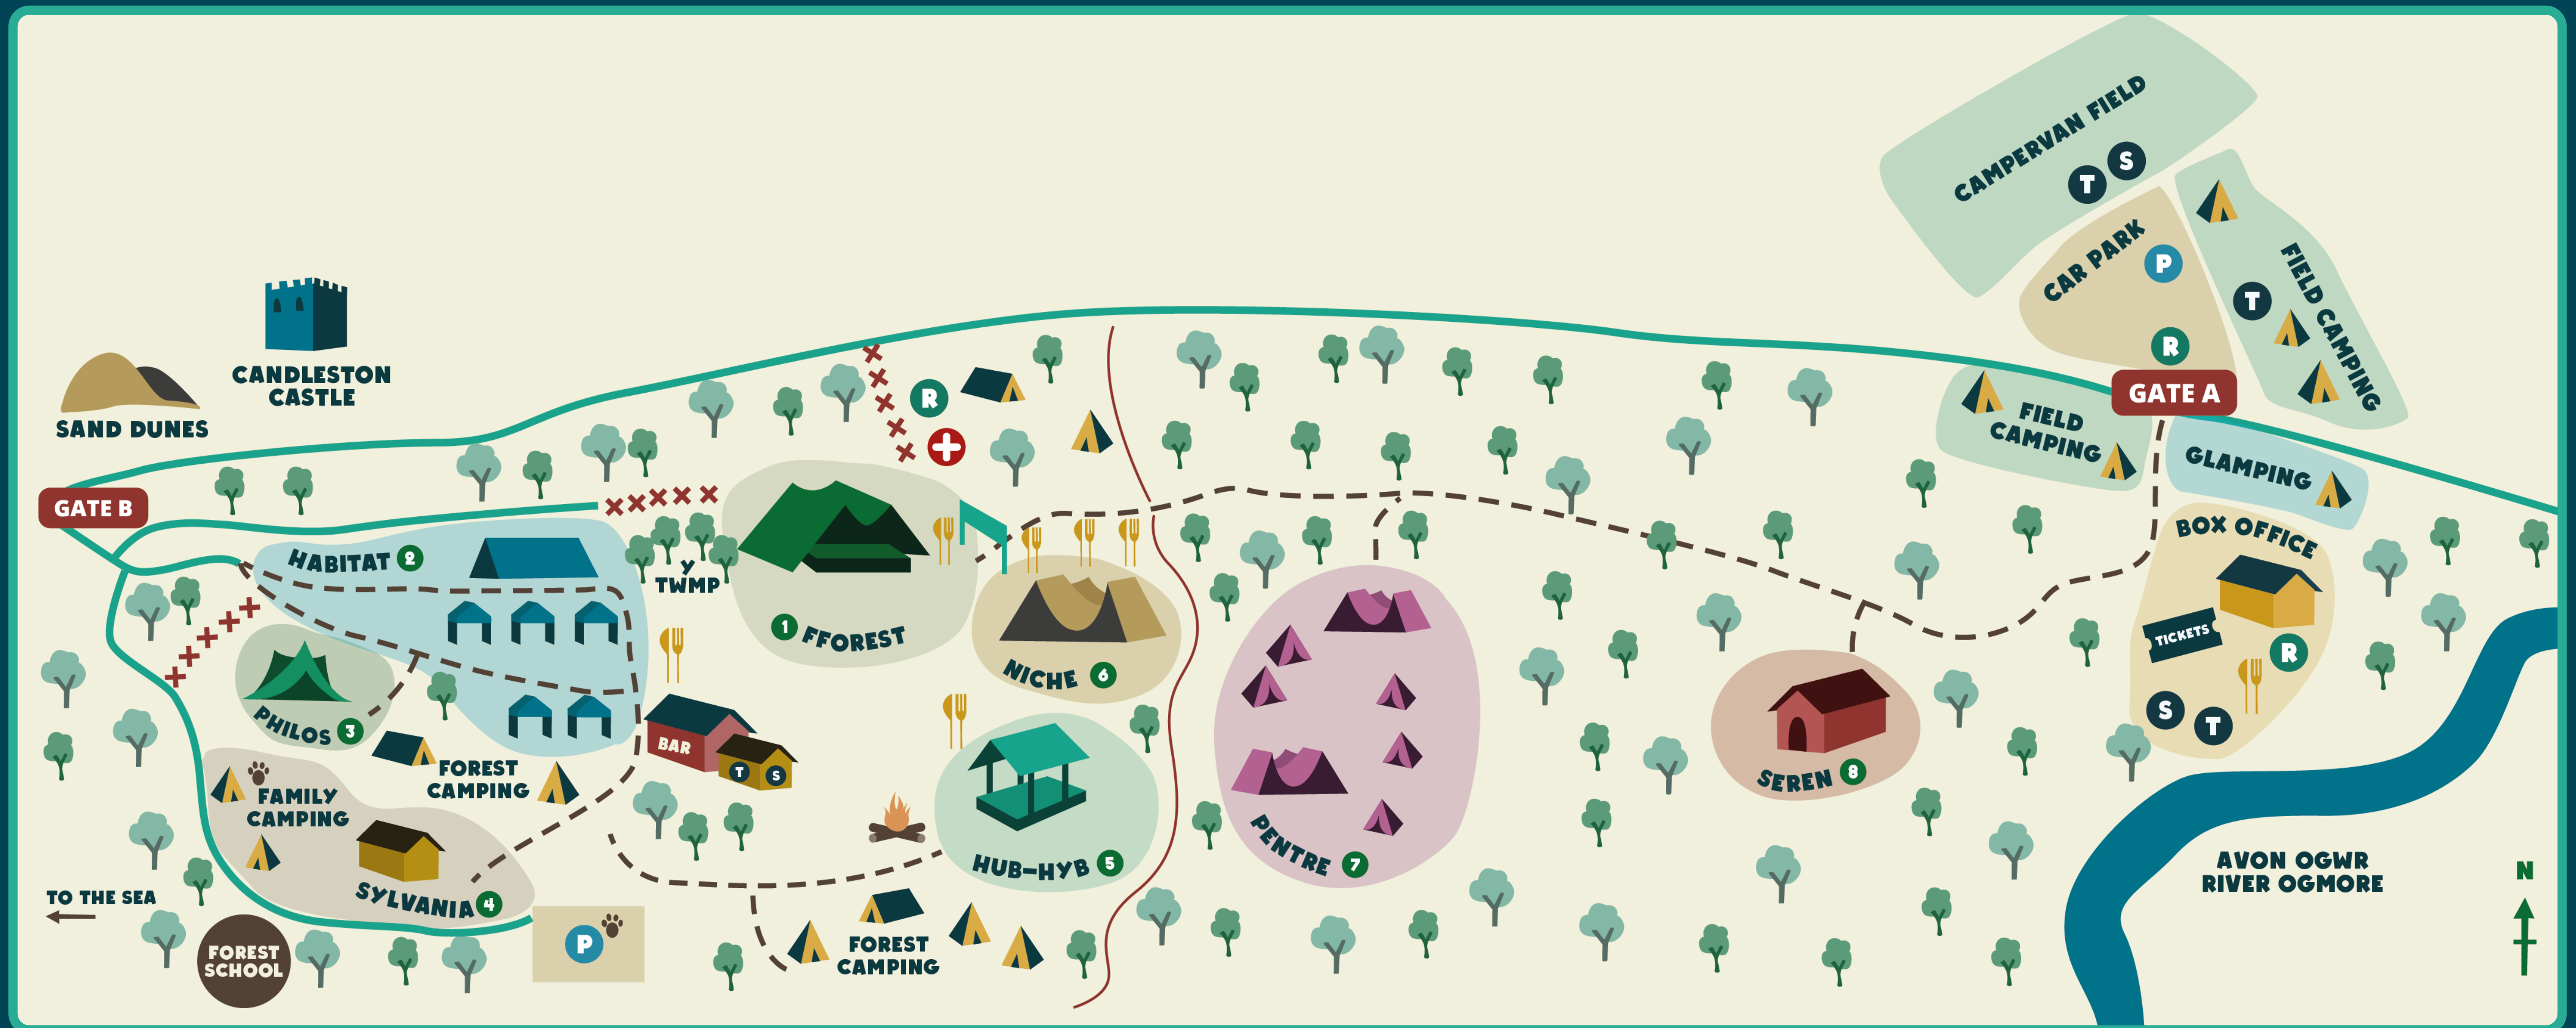 CAMPERVAN FIELD
T
S
CAR PARK
P
R
FIELD CAMPING
T
GATE A
FIELD
CAMPING
GLAMPING
BOX OFFICE
TICKETS
R
S
T
CANDLESTON
CASTLE
SAND DUNES
GATE B
R
HABITAT 2
Y
TWMP
1 FFOREST
NICHE 6
PHILOS 3
BAR
T
S
FOREST
CAMPING
FAMILY
CAMPING
SYLVANIA 4
HUB-HYB 5
PENTRE 7
SEREN 8
TO THE SEA
FOREST
SCHOOL
P
FOREST
CAMPING
AVON OGWR
RIVER OGMORE
N